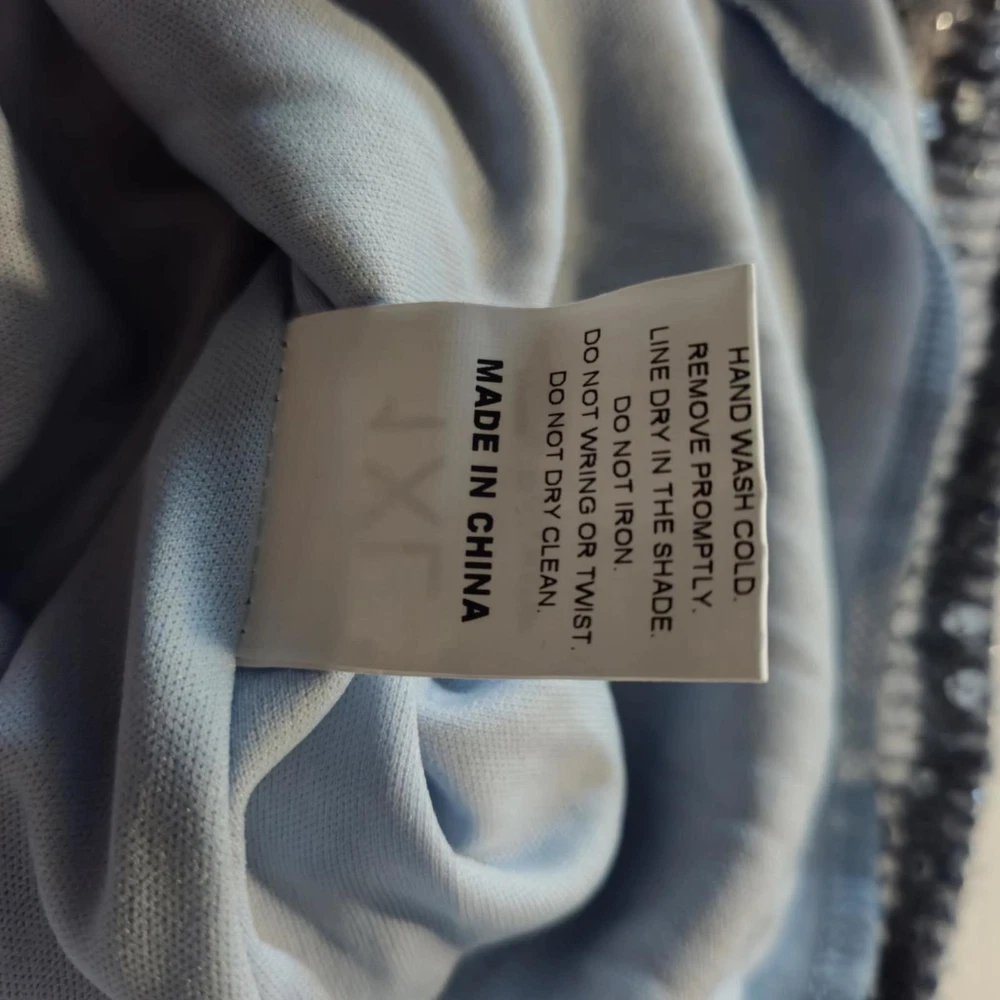 HAND WASH COLD.
REMOVE PROMPTLY.
LINE DRY IN THE SHADE.
DO NOT IRON.
DO NOT WRING OR TWIST.
DO NOT DRY CLEAN.
MADE IN CHINA